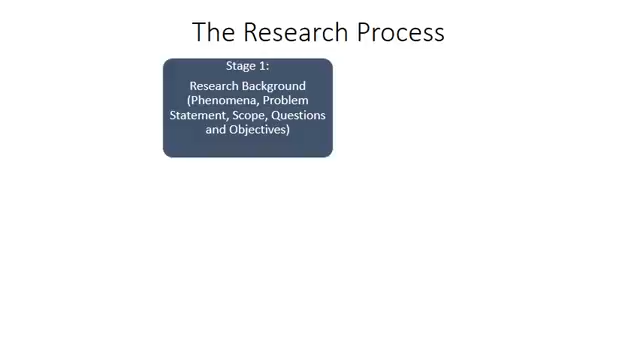 The Research Process
Stage 1:
Research Background
(Phenomena, Problem
Statement, Scope, Questions
and Objectives)